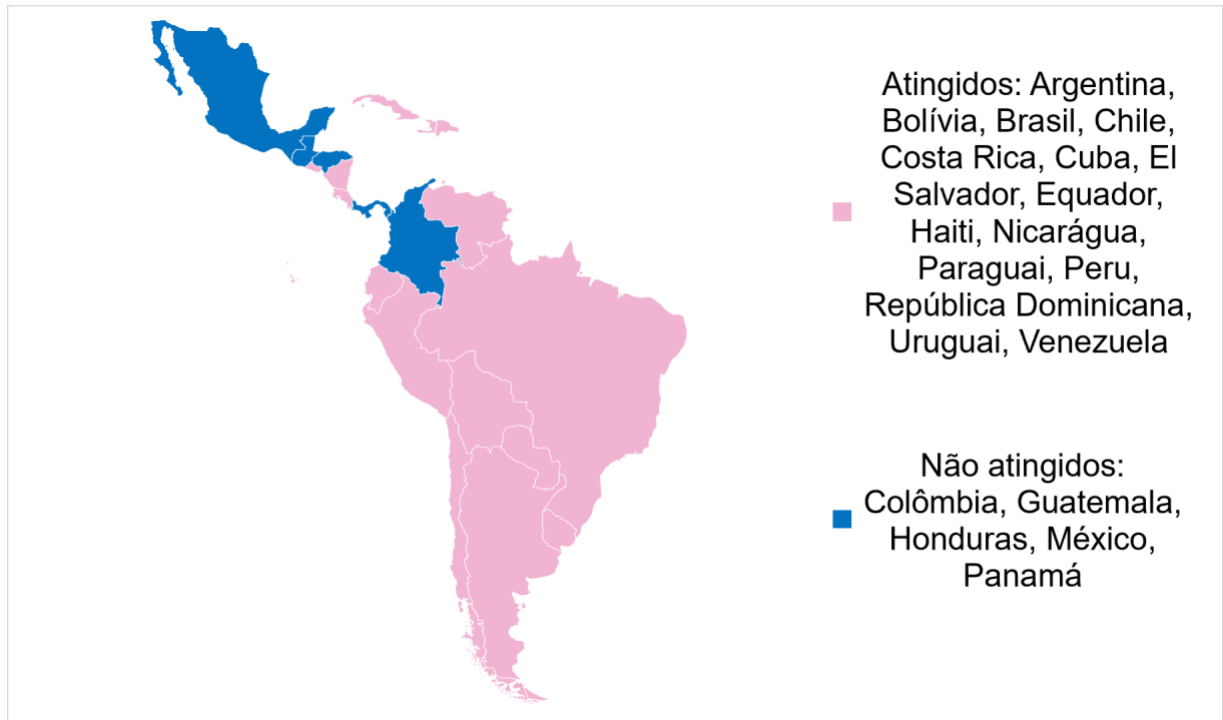 Atingidos: Argentina,
Bolívia, Brasil, Chile,
Costa Rica, Cuba, El
Salvador, Equador,
Haiti, Nicarágua,
Paraguai, Peru,
República Dominicana,
Uruguai, Venezuela
Não atingidos:
Colômbia, Guatemala,
Honduras, México,
Panamá